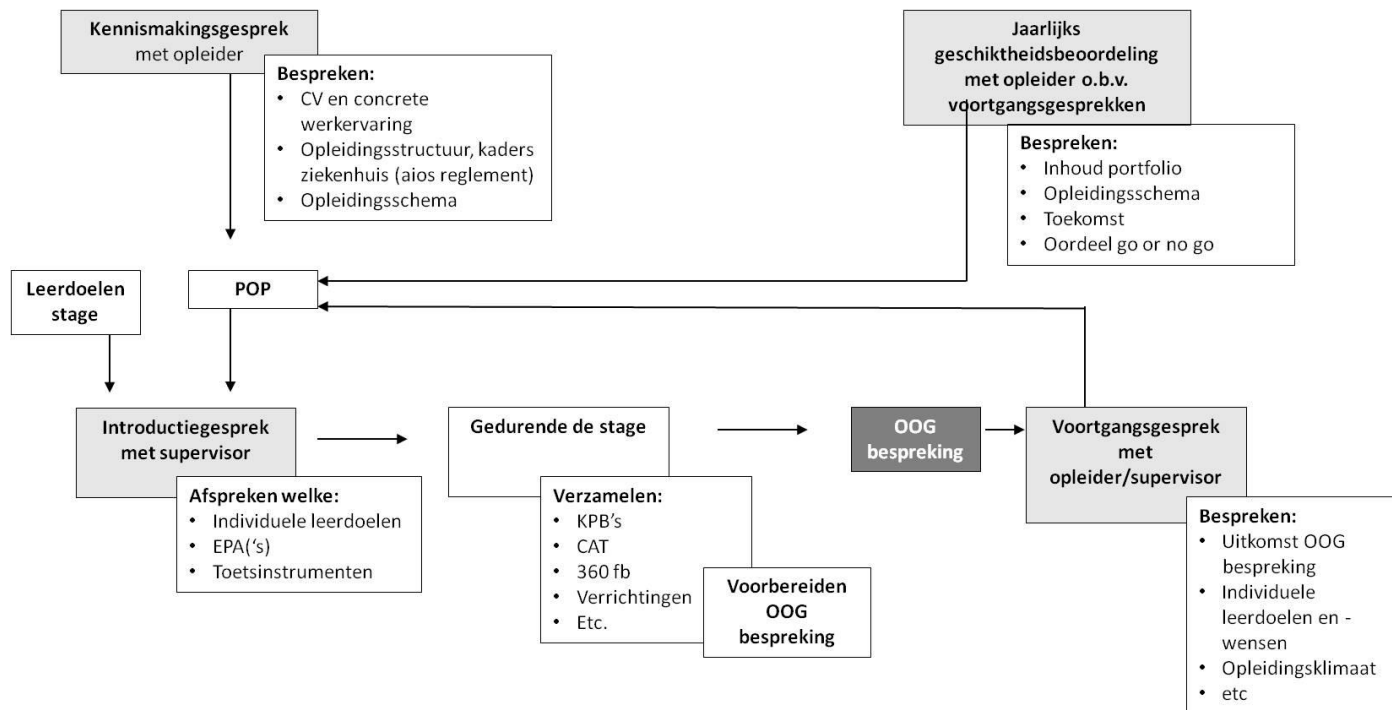 Kennismakingsgesprek
met opleider
Bespreken:
• CV en concrete
werkervaring
• Opleidingsstructuur, kaders
ziekenhuis (aios reglement)
• Opleidingsschema
Jaarlijks
geschiktheidsbeoordeling
met opleider o.b.v.
voortgangsgesprekken
Bespreken:
• Inhoud portfolio
• Opleidingsschema
• Toekomst
• Oordeel go or no go
Leerdoelen
stage
POP
Introductiegesprek
met supervisor
Afspreken welke:
• Individuele leerdoelen
• EPA(‘s)
• Toetsinstrumenten
Gedurende de stage
Verzamelen:
• KPB’s
• CAT
• 360 fb
• Verrichtingen
• Etc.
Voorbereiden
OOG
bespreking
OOG
bespreking
Voortgangsgesprek
met
opleider/supervisor
Bespreken:
• Uitkomst OOG
bespreking
• Individuele
leerdoelen en -
wensen
• Opleidingsklimaat
• etc